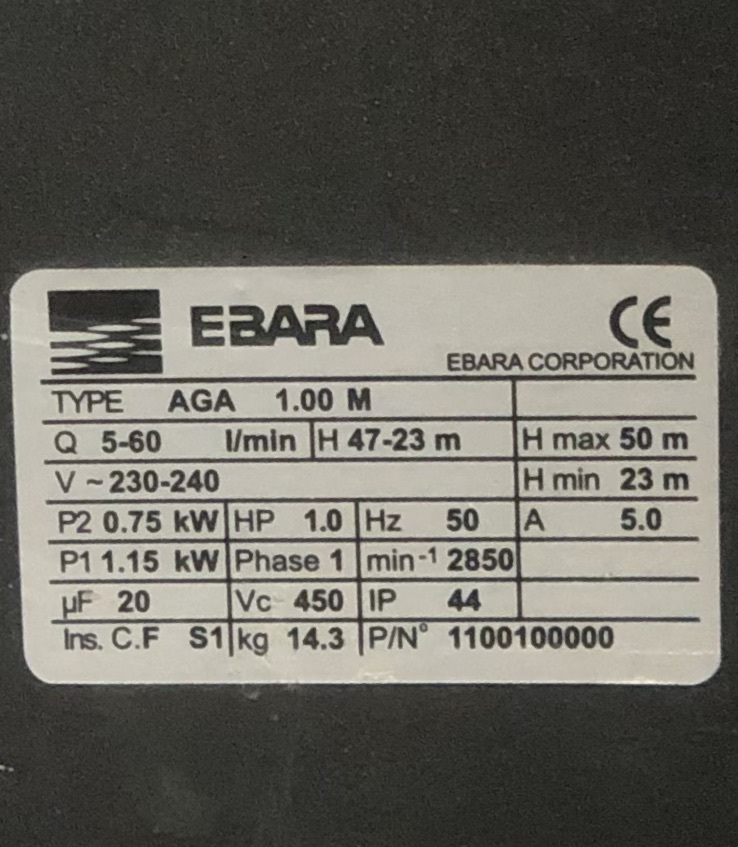 EBARA CE
EBARA CORPORATION
TYPE AGA 1.00 M
Q 5-60 l/min H 47-23 m H max 50 m
V ~ 230-240 H min 23 m
P2 0.75 kW HP 1.0 Hz 50 A 5.0
P1 1.15 kW Phase 1 min-1 2850
µF 20 Vc 450 IP 44
Ins. C.F S1 kg 14.3 P/N° 1100100000